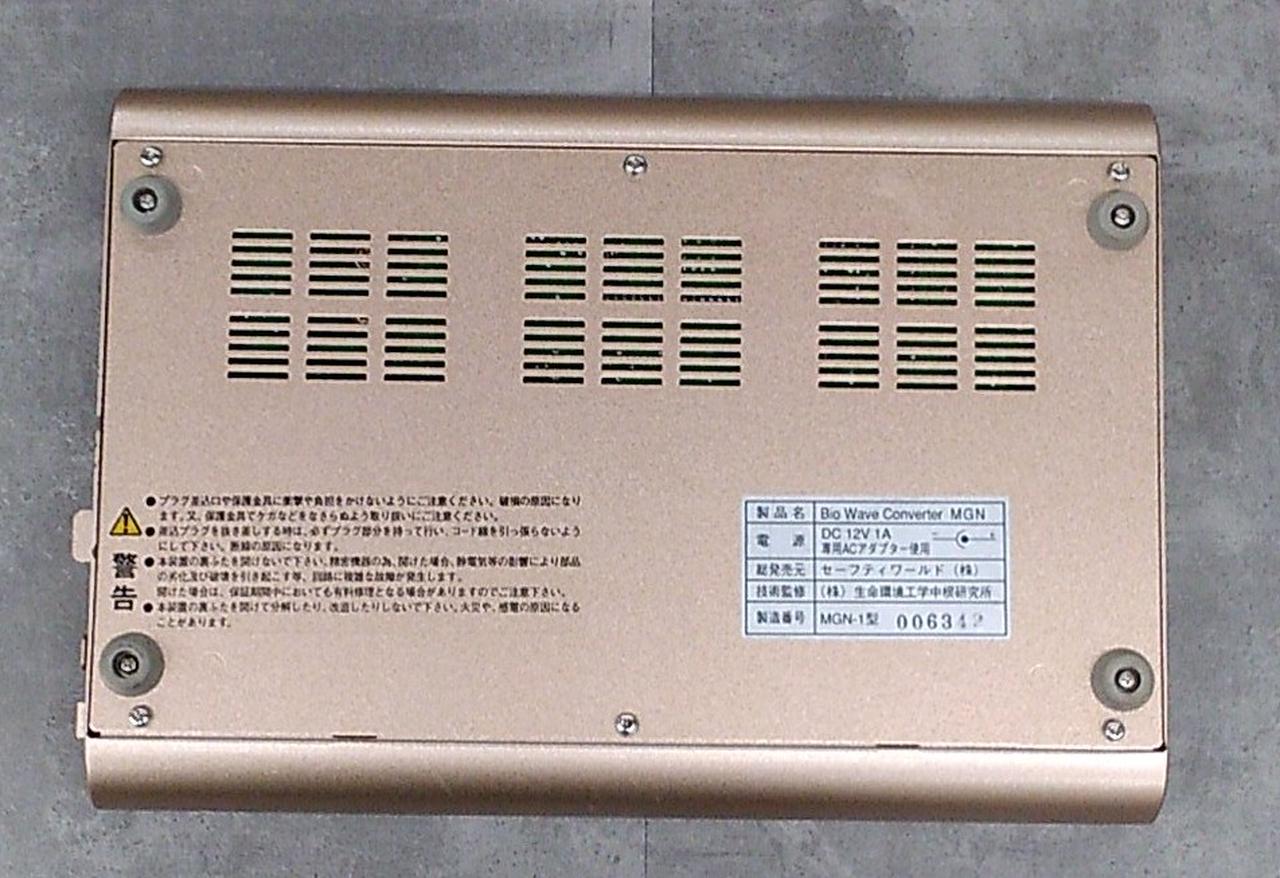 警告
● プラグ差込口や保護金具に衝撃や負担をかけないようにご注意ください。破損の原因になり
ます。又、保護金具でケガなどをなさらぬよう取り扱いにご注意ください。
● 差込プラグを抜き差しする時は、必ずプラグ部分を持って行い、コード線を引っ張らないよう
にして下さい。断線の原因になります。
● 本装置の裏ふたを開けないで下さい。精密機器の為、開けた場合、静電気等の影響により部品
の劣化及び破壊を引き起こす等、回路に複雑な故障が発生します。
開けた場合は、保証期間中においても有料修理となる場合がありますのでご注意下さい。
● 本装置の裏ふたを開けて分解したり、改造したりしないで下さい。火災や、感電の原因になる
ことがあります。
製品名 Bio Wave Converter MGN
電源 DC 12V 1A
専用ACアダプター使用
総発売元 セーフティワールド(株)
技術監修 (株)生命環境工学中根研究所
製造番号 MGN-1型 006342